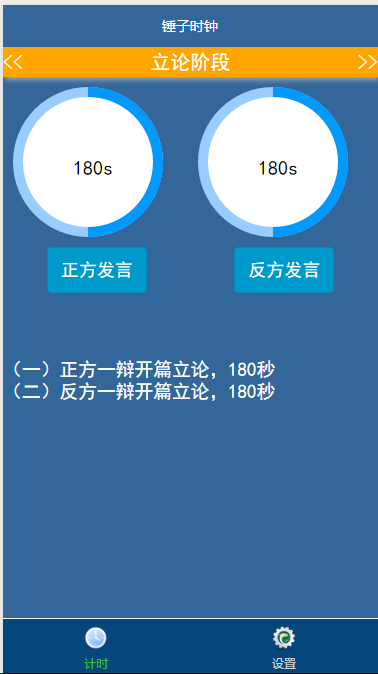 锤子时钟
<< 立论阶段 >>
180s 180s
正方发言 反方发言
（一）正方一辩开篇立论，180秒
（二）反方一辩开篇立论，180秒
计时 设置